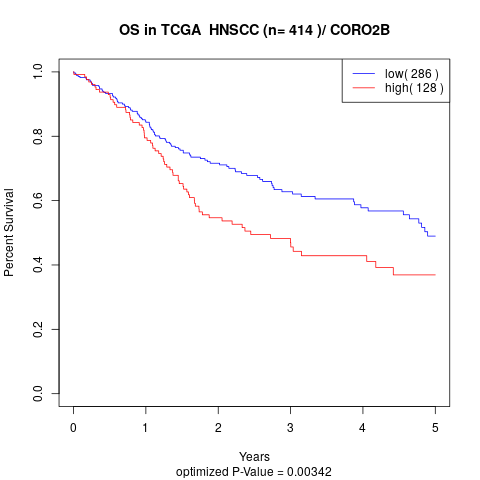 OS in TCGA HNSCC (n= 414 )/ CORO2B
low( 286 )
high( 128 )
Percent Survival
1.0
0.8
0.6
0.4
0.2
0.0
0 1 2 3 4 5
Years
optimized P-Value = 0.00342